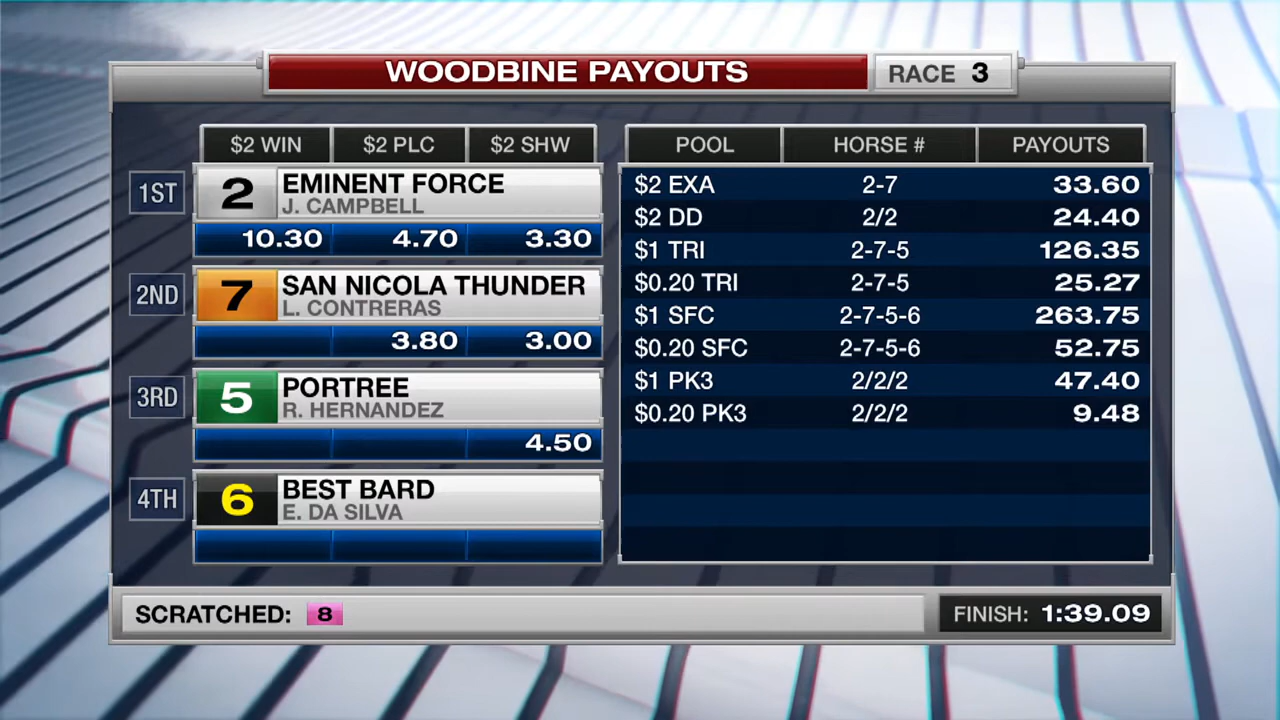 WOODBINE PAYOUTS RACE 3
$2 WIN $2 PLC $2 SHW
1ST 2 EMINENT FORCE
J. CAMPBELL
10.30 4.70 3.30
2ND 7 SAN NICOLA THUNDER
L. CONTRERAS
3.80 3.00
3RD 5 PORTREE
R. HERNANDEZ
4.50
4TH 6 BEST BARD
E. DA SILVA
POOL HORSE # PAYOUTS
$2 EXA 2-7 33.60
$2 DD 2/2 24.40
$1 TRI 2-7-5 126.35
$0.20 TRI 2-7-5 25.27
$1 SFC 2-7-5-6 263.75
$0.20 SFC 2-7-5-6 52.75
$1 PK3 2/2/2 47.40
$0.20 PK3 2/2/2 9.48
SCRATCHED: 8
FINISH: 1:39.09